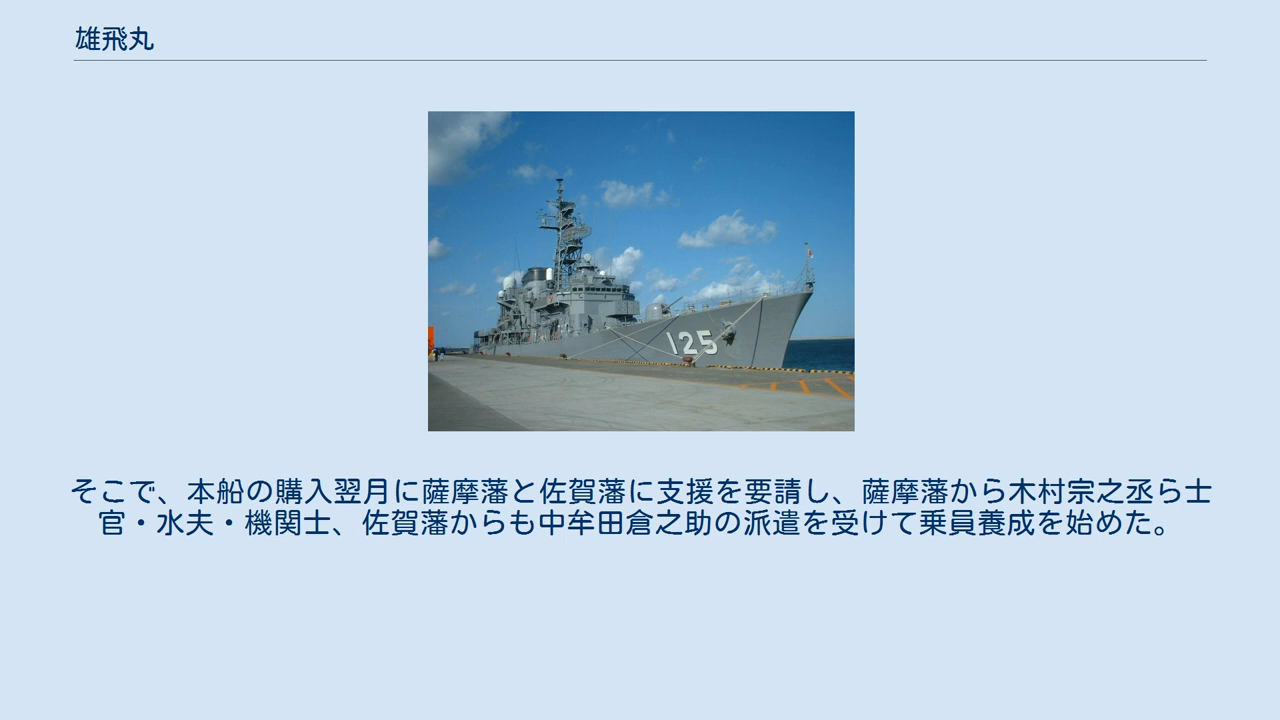 雄飛丸
125
そこで、本船の購入翌月に薩摩藩と佐賀藩に支援を要請し、薩摩藩から木村宗之丞ら士
官・水夫・機関士、佐賀藩からも中牟田倉之助の派遣を受けて乗員養成を始めた。